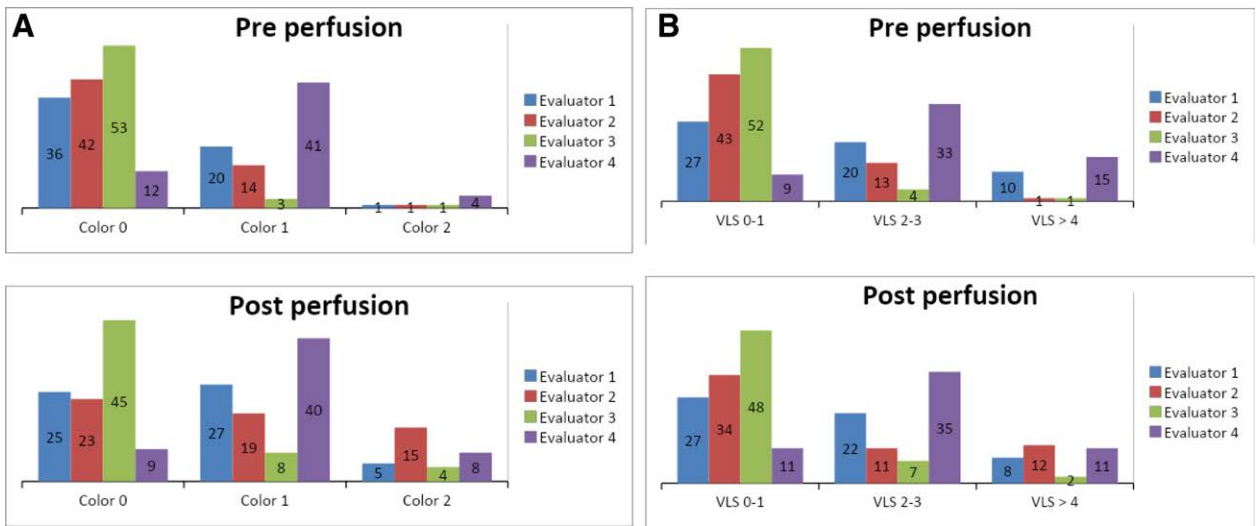 A
Pre perfusion
36 42 53 12
20 14 3 41
1 1 1 4
Color 0 Color 1 Color 2
Evaluator 1
Evaluator 2
Evaluator 3
Evaluator 4
B
Pre perfusion
27 43 52 9
20 13 4 33
10 1 1 15
VLS 0-1 VLS 2-3 VLS > 4
Evaluator 1
Evaluator 2
Evaluator 3
Evaluator 4
Post perfusion
25 23 45 9
27 19 8 40
5 15 4 8
Color 0 Color 1 Color 2
Evaluator 1
Evaluator 2
Evaluator 3
Evaluator 4
Post perfusion
27 34 48 11
22 11 7 35
8 12 2 11
VLS 0-1 VLS 2-3 VLS > 4
Evaluator 1
Evaluator 2
Evaluator 3
Evaluator 4